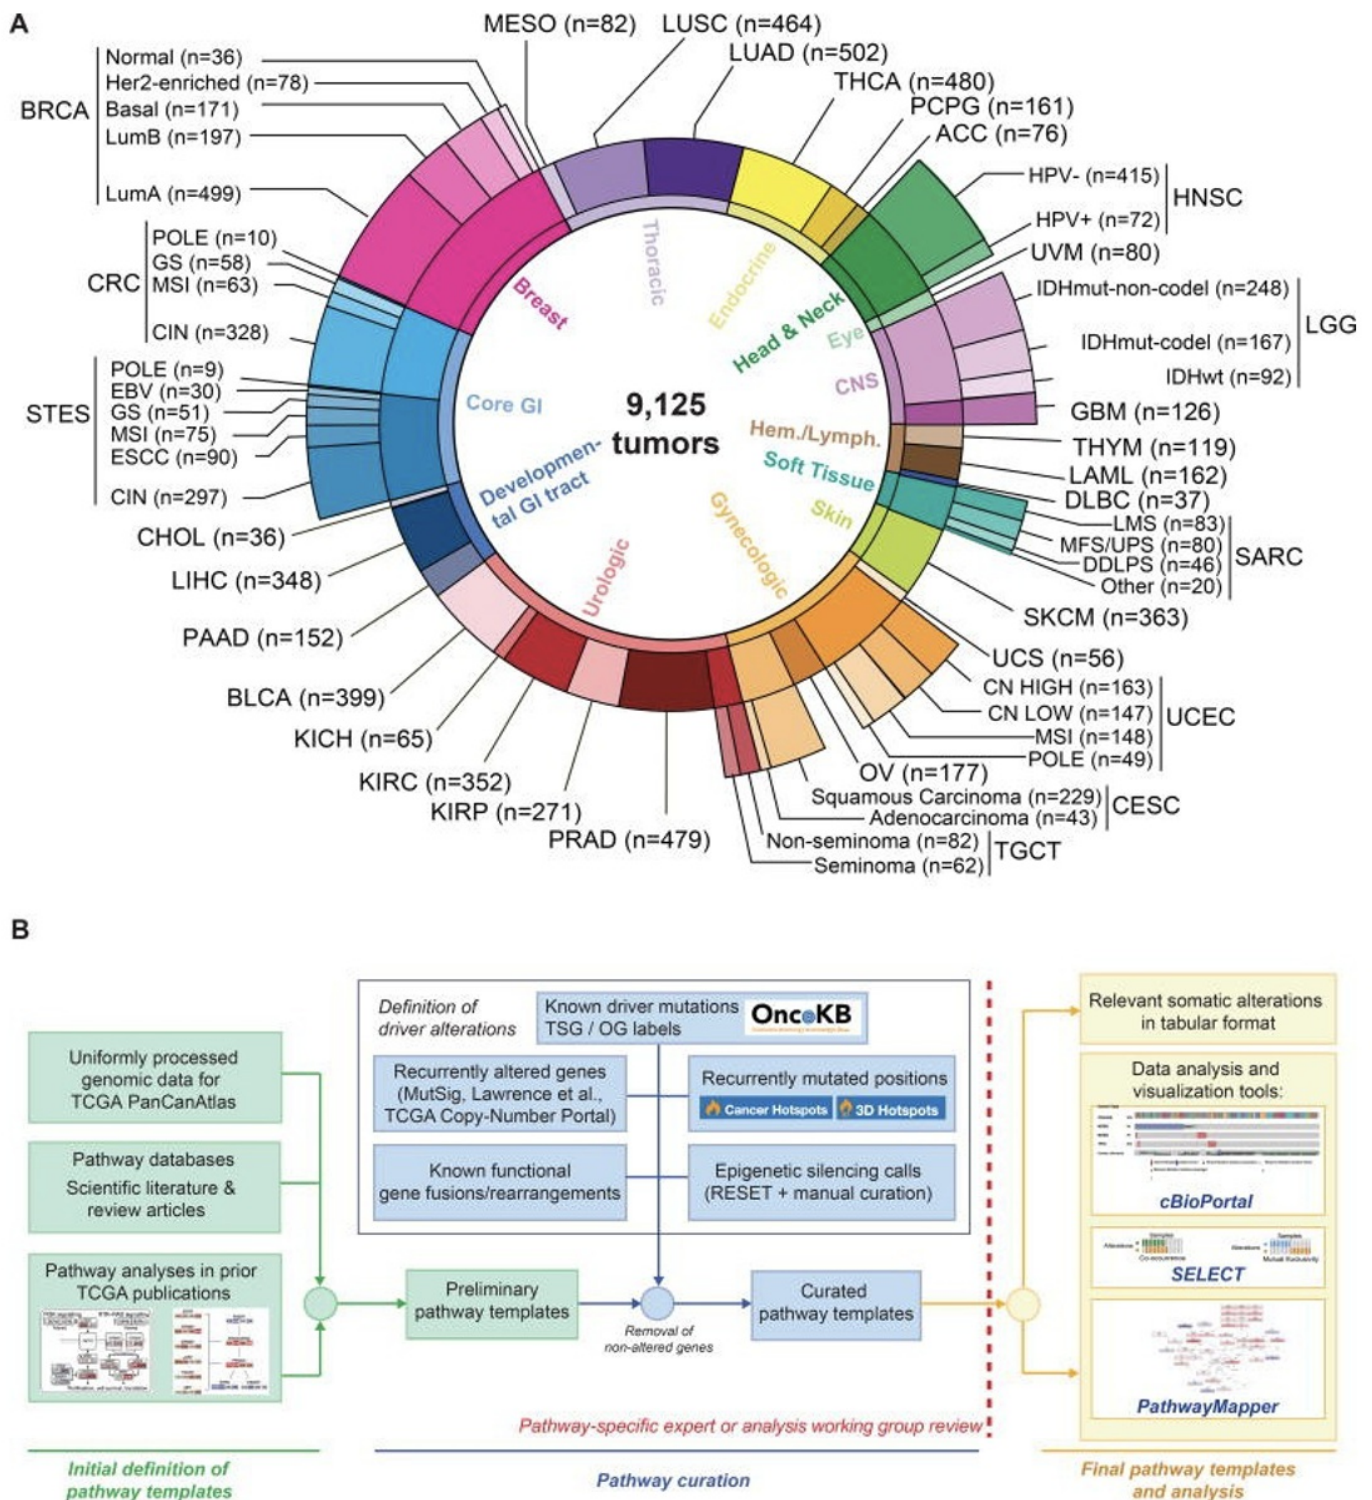 A
MESO (n=82)
LUSC (n=464)
LUAD (n=502)
THCA (n=480)
PCPG (n=161)
ACC (n=76)
BRCA
Normal (n=36)
Her2-enriched (n=78)
Basal (n=171)
LumB (n=197)
LumA (n=499)
HPV- (n=415)
HPV+ (n=72)
HNSC
UVM (n=80)
IDHmut-non-codel (n=248)
IDHmut-codel (n=167)
IDHwt (n=92)
LGG
GBM (n=126)
THYM (n=119)
LAML (n=162)
DLBC (n=37)
LMS (n=83)
MFS/UPS (n=80)
DDLPS (n=46)
Other (n=20)
SARC
SKCM (n=363)
UCS (n=56)
CN HIGH (n=163)
CN LOW (n=147)
MSI (n=148)
POLE (n=49)
UCEC
OV (n=177)
Squamous Carcinoma (n=229)
Adenocarcinoma (n=43)
CESC
Non-seminoma (n=82)
Seminoma (n=62)
TGCT
CRC
POLE (n=10)
GS (n=58)
MSI (n=63)
CIN (n=328)
STES
POLE (n=9)
EBV (n=30)
GS (n=51)
MSI (n=75)
ESCC (n=90)
CIN (n=297)
CHOL (n=36)
LIHC (n=348)
PAAD (n=152)
BLCA (n=399)
KICH (n=65)
KIRC (n=352)
KIRP (n=271)
PRAD (n=479)
Thoracic
Endocrine
Breast
Head & Neck
Eye
CNS
Core GI
Hem./Lymph.
Soft Tissue
Skin
Developmen-
tal GI tract
Gynecologic
Urologic
9,125
tumors
B
Uniformly processed
genomic data for
TCGA PanCanAtlas
Pathway databases
Scientific literature &
review articles
Pathway analyses in prior
TCGA publications
Preliminary
pathway templates
Definition of
driver alterations
Known driver mutations
TSG / OG labels
OncoKB
Recurrently altered genes
(MutSig, Lawrence et al.,
TCGA Copy-Number Portal)
Recurrently mutated positions
Cancer Hotspots
3D Hotspots
Known functional
gene fusions/rearrangements
Epigenetic silencing calls
(RESET + manual curation)
Removal of
non-altered genes
Curated
pathway templates
Pathway-specific expert or analysis working group review
Relevant somatic alterations
in tabular format
Data analysis and
visualization tools:
cBioPortal
Samples
Alterations
Co-occurrence
Samples
Alterations
Mutual Exclusivity
SELECT
PathwayMapper
Initial definition of
pathway templates
Pathway curation
Final pathway templates
and analysis